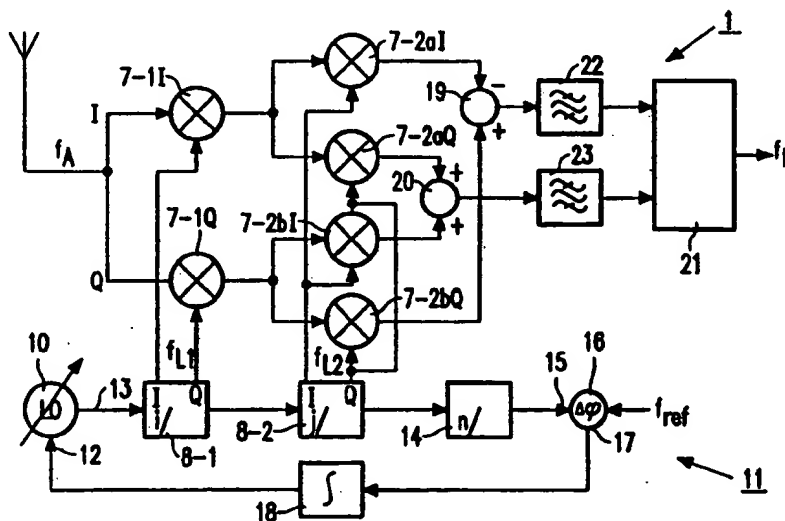 1
7-1I
7-2aI
22
19
-
+
I
7-2aQ
23
fA
+
20
+
7-1Q
7-2bI
21
Q
7-2bQ
10
fL1
fL2
16
LO
13
I
Q
i/
I
Q
j/
n/
15
Δφ
fref
12
8-1
8-2
14
17
18
∫
11